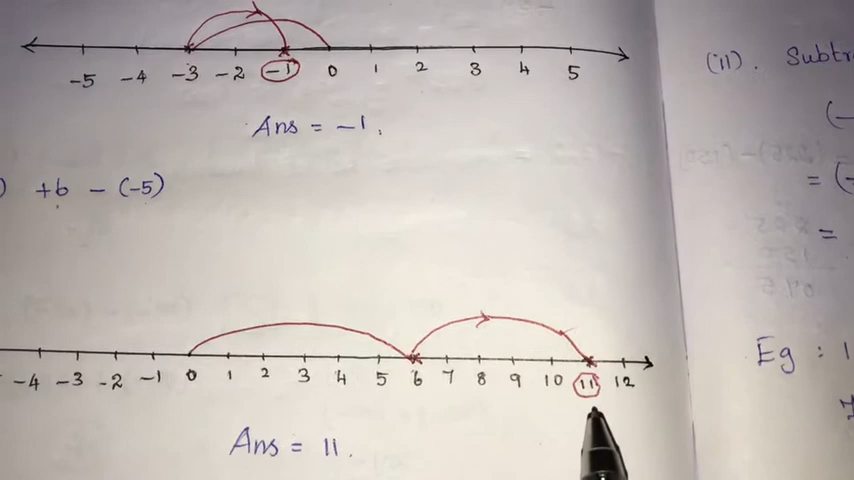 -5 -4 -3 -2 -1 0 1 2 3 4 5
Ans = -1.
) +6 - (-5)
-4 -3 -2 -1 0 1 2 3 4 5 6 7 8 9 10 11 12
Ans = 11.
(ii). Subtr
(-
= (-
=
Eg : 1